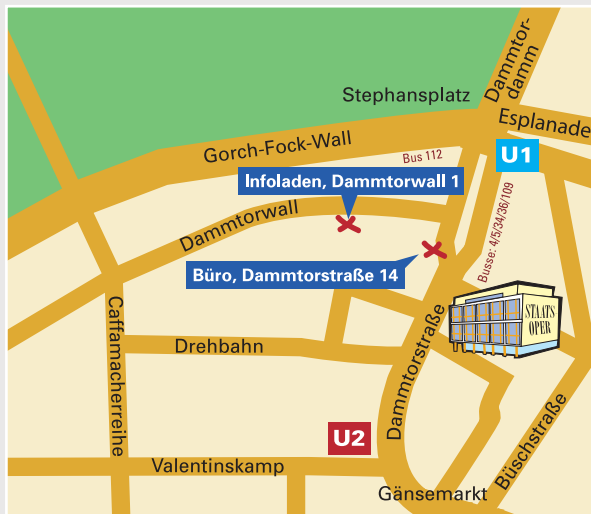 Dammtor-
damm
Stephansplatz
Esplanade
Gorch-Fock-Wall
Bus 112
U1
Infoladen, Dammtorwall 1
Dammtorwall
Busse: 4/5/34/36/109
Büro, Dammtorstraße 14
STAATS
OPER
Caffamacherreihe
Drehbahn
Dammtorstraße
Büschstraße
U2
Valentinskamp
Gänsemarkt